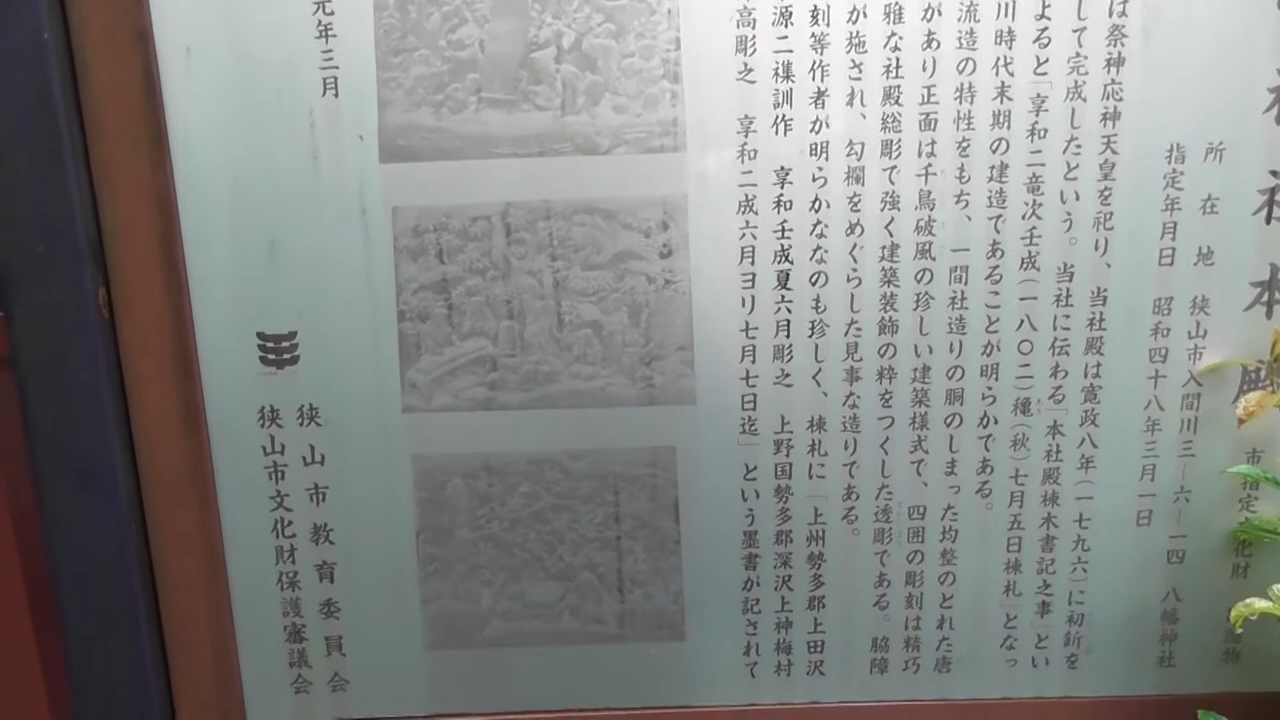 社本殿
市指定文化財
所在地 狭山市入間川三―六―一四 八幡神社
指定年月日 昭和四十八年三月一日
は祭神応神天皇を祀り、当社殿は寛政八年(一七九六)に初釿を
して完成したという。当社に伝わる「本社殿棟木書記之事」とい
よると「享和二竜次壬戌(一八〇二)穐(秋)七月五日棟札」となっ
川時代末期の建造であることが明らかである。
流造の特性をもち、一間社造りの胴のしまった均整のとれた唐
があり正面は千鳥破風の珍しい建築様式で、四囲の彫刻は精巧
雅な社殿総彫で強く建築装飾の粋をつくした透彫である。脇障
が施され、勾欄をめぐらした見事な造りである。
刻等作者が明らかななのも珍しく、棟札に「上州勢多郡上田沢
源二襍訓作 享和壬戌夏六月彫之 上野国勢多郡深沢上神梅村
高彫之 享和二戌六月ヨリ七月七日迄」という墨書が記されて
元年三月
狭山市教育委員会
狭山市文化財保護審議会